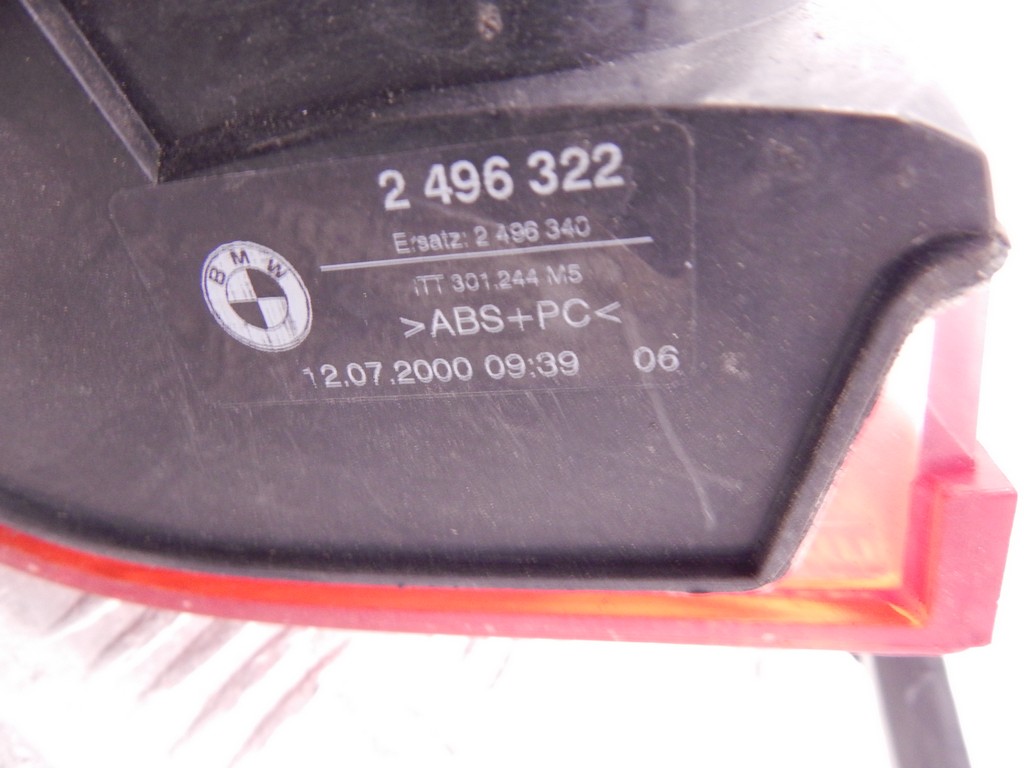 2 496 322
Ersatz: 2 496 340
BMW
ITT 301.244 M5
>ABS+PC<
12.07.2000 09:39 06